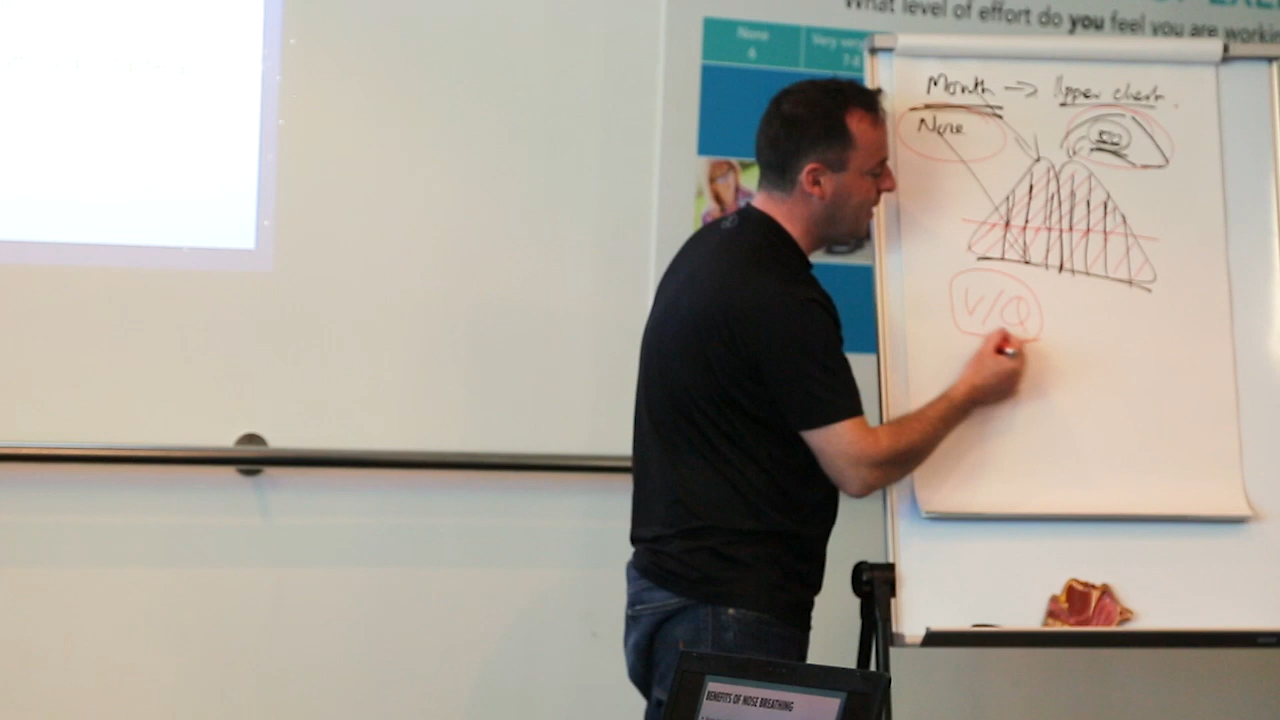 What level of effort do you feel you are
None
6
Very
7-8
Mouth → Upper chest.
Nose
V/Q
BENEFITS OF NOSE BREATHING